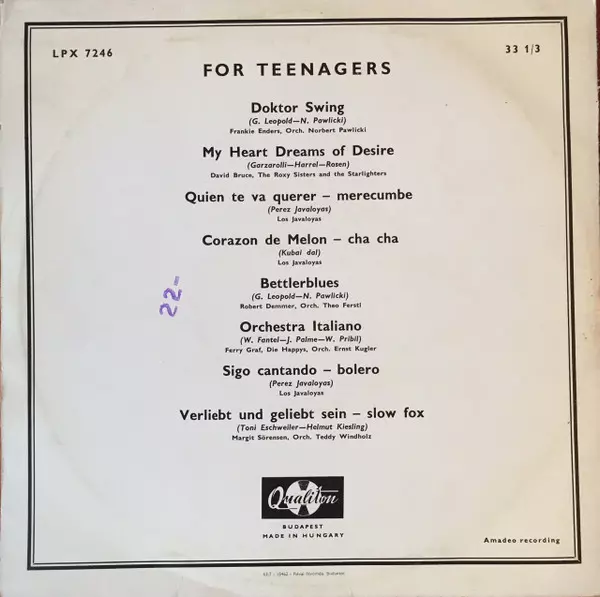 LPX 7246
33 1/3
FOR TEENAGERS
Doktor Swing
(G. Leopold—N. Pawlicki)
Frankie Enders, Orch. Norbert Pawlicki
My Heart Dreams of Desire
(Garzarolli—Harrel—Rosen)
David Bruce, The Roxy Sisters and the Starlighters
Quien te va querer – merecumbe
(Perez Javaloyas)
Los Javaloyas
Corazon de Melon – cha cha
(Kubai dal)
Los Javaloyas
Bettlerblues
(G. Leopold—N. Pawlicki)
Robert Demmer, Orch. Theo Ferstl
22-
Orchestra Italiano
(W. Fantel—J. Palme—W. Pribil)
Ferry Graf, Die Happys, Orch. Ernst Kugler
Sigo cantando – bolero
(Perez Javaloyas)
Los Javaloyas
Verliebt und geliebt sein – slow fox
(Toni Eschweiler—Helmut Kiesling)
Margit Sörensen, Orch. Teddy Windholz
Qualiton
BUDAPEST
MADE IN HUNGARY
Amadeo recording